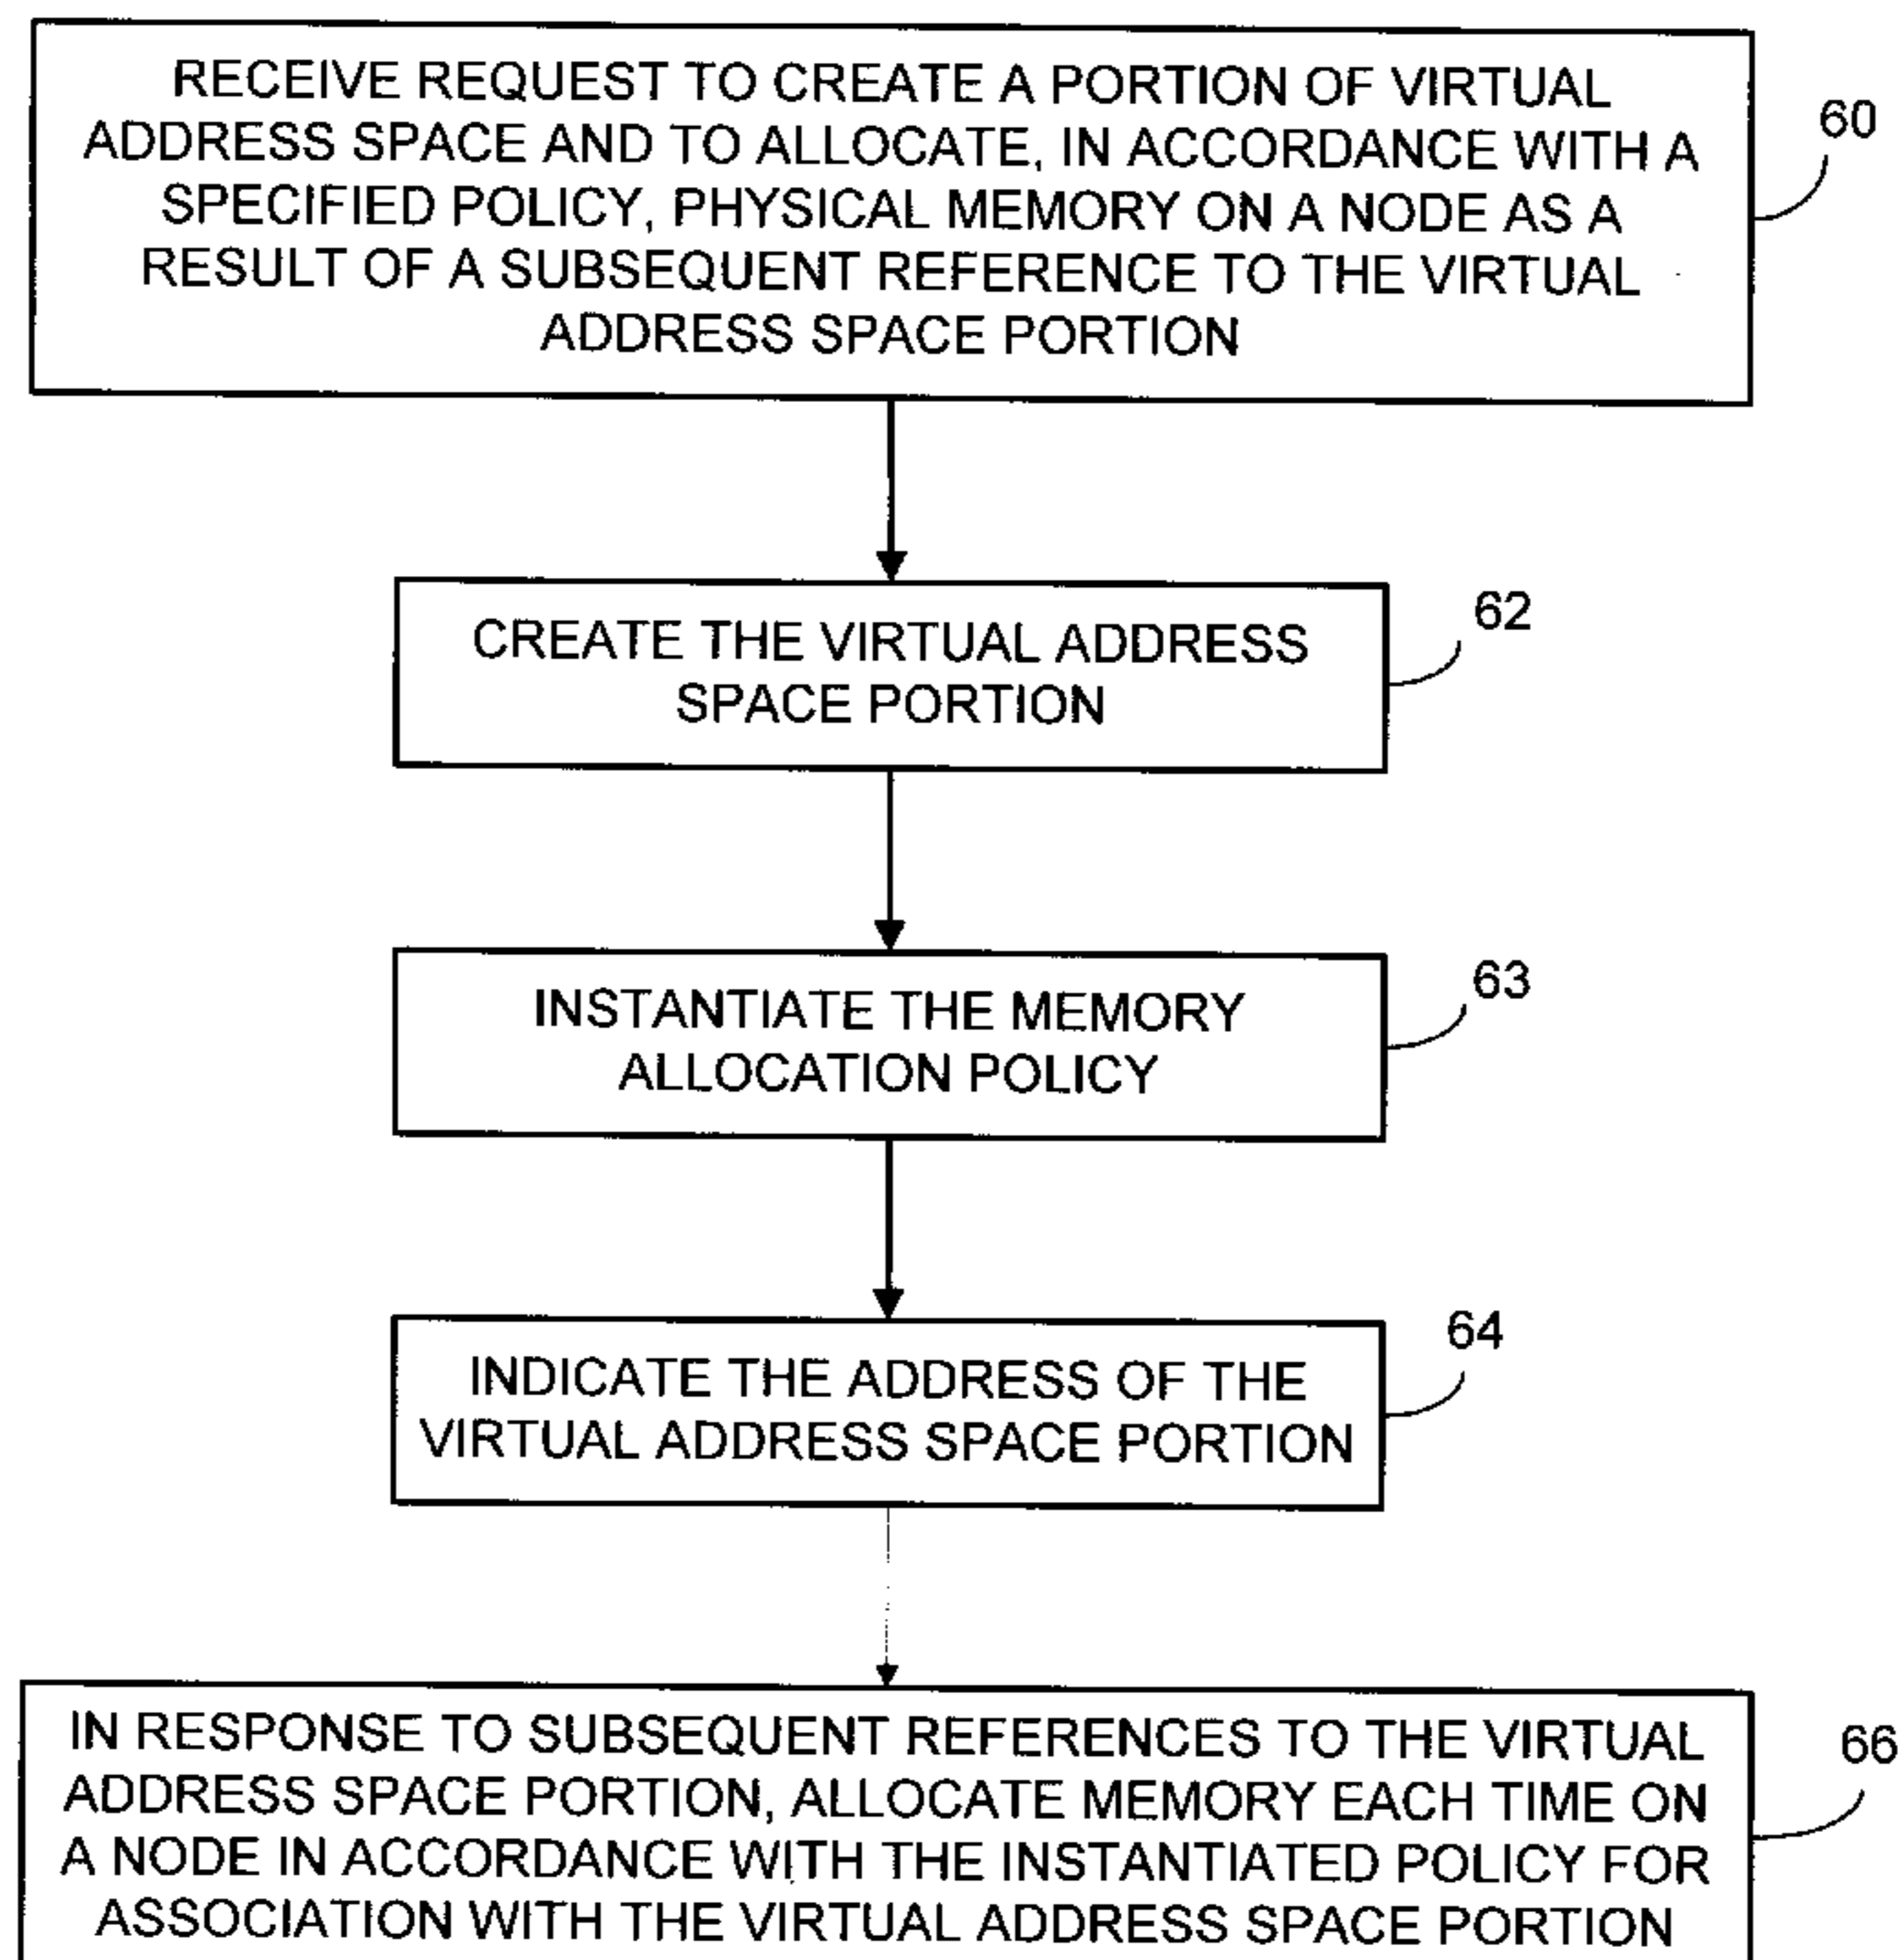 RECEIVE REQUEST TO CREATE A PORTION OF VIRTUAL
ADDRESS SPACE AND TO ALLOCATE, IN ACCORDANCE WITH A
SPECIFIED POLICY, PHYSICAL MEMORY ON A NODE AS A
RESULT OF A SUBSEQUENT REFERENCE TO THE VIRTUAL
ADDRESS SPACE PORTION
60
CREATE THE VIRTUAL ADDRESS
SPACE PORTION
62
INSTANTIATE THE MEMORY
ALLOCATION POLICY
63
INDICATE THE ADDRESS OF THE
VIRTUAL ADDRESS SPACE PORTION
64
IN RESPONSE TO SUBSEQUENT REFERENCES TO THE VIRTUAL
ADDRESS SPACE PORTION, ALLOCATE MEMORY EACH TIME ON
A NODE IN ACCORDANCE WITH THE INSTANTIATED POLICY FOR
ASSOCIATION WITH THE VIRTUAL ADDRESS SPACE PORTION
66